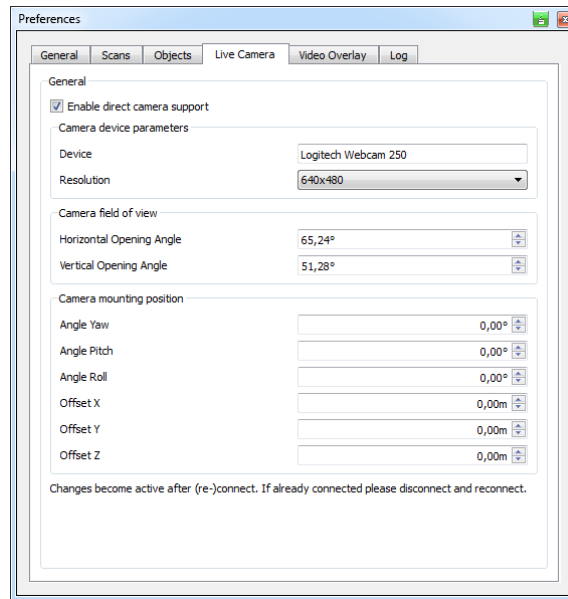 Preferences
General Scans Objects Live Camera Video Overlay Log
General
Enable direct camera support
Camera device parameters
Device Logitech Webcam 250
Resolution 640x480
Camera field of view
Horizontal Opening Angle 65,24°
Vertical Opening Angle 51,28°
Camera mounting position
Angle Yaw 0,00°
Angle Pitch 0,00°
Angle Roll 0,00°
Offset X 0,00m
Offset Y 0,00m
Offset Z 0,00m
Changes become active after (re-)connect. If already connected please disconnect and reconnect.